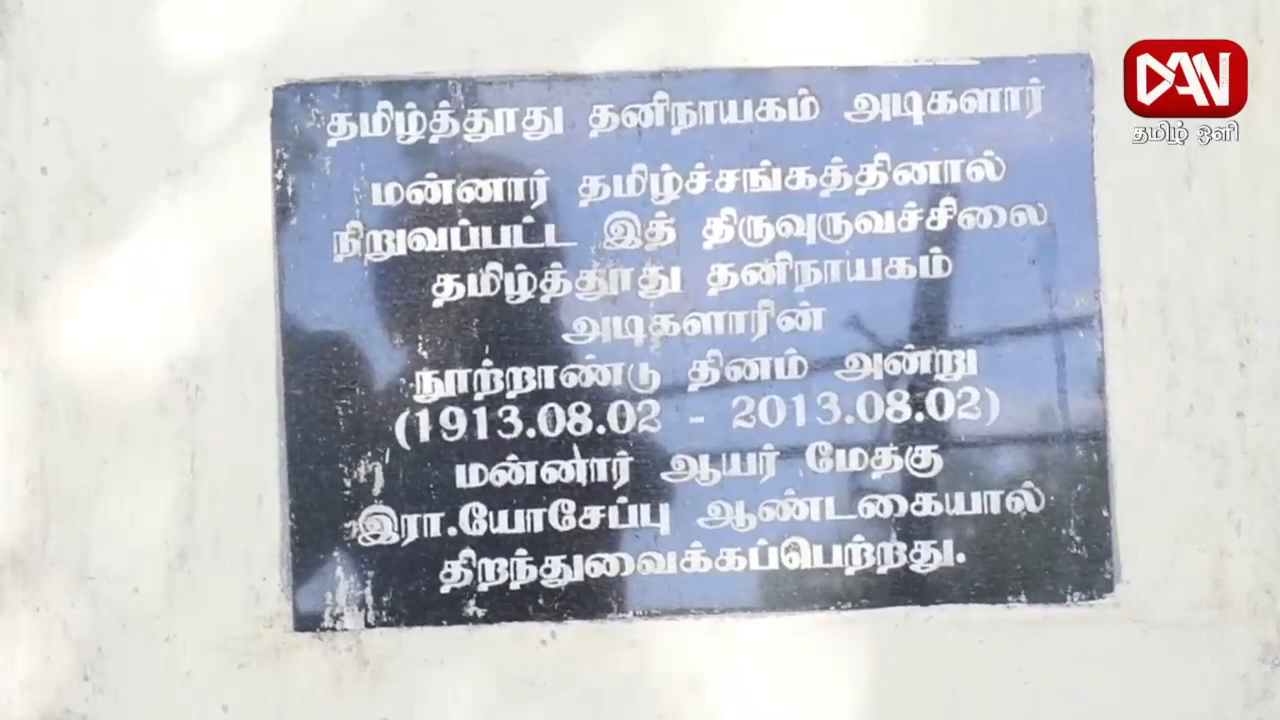 DAN
தமிழ் ஒளி
தமிழ்த்தூது தனிநாயகம் அடிகளார்
மன்னார் தமிழ்ச்சங்கத்தினால்
நிறுவப்பட்ட இத் திருவுருவச்சிலை
தமிழ்த்தூது தனிநாயகம்
அடிகளாரின்
நூற்றாண்டு தினம் அன்று
(1913.08.02 - 2013.08.02)
மன்னார் ஆயர் மேதகு
இரா.யோசேப்பு ஆண்டகையால்
திறந்துவைக்கப்பெற்றது.